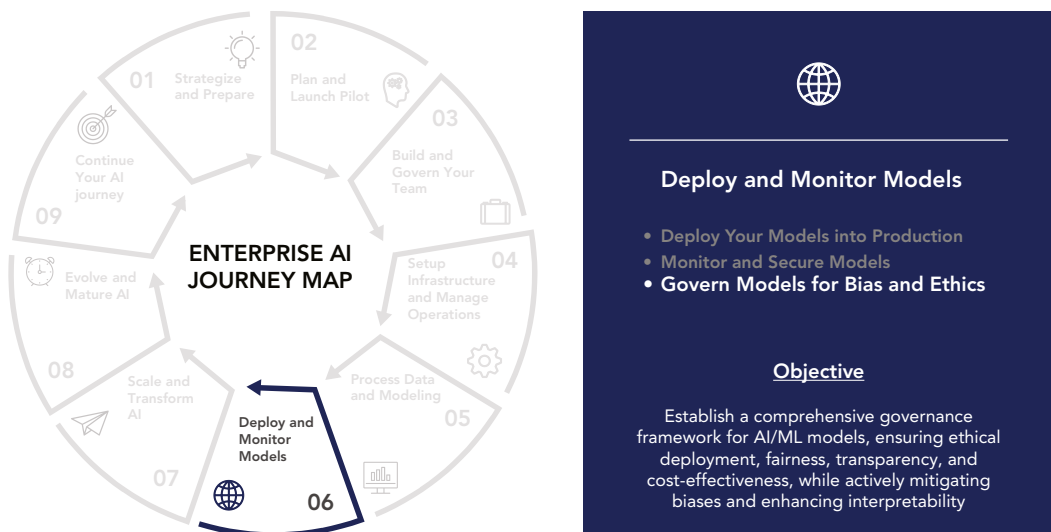 01
Strategize
and Prepare
02
Plan and
Launch Pilot
03
Build and
Govern Your
Team
04
Setup
Infrastructure
and Manage
Operations
Process Data
and Modeling
05
Deploy and
Monitor
Models
06
Scale and
Transform
AI
07
Evolve and
Mature AI
08
Continue
Your AI
journey
09
ENTERPRISE AI
JOURNEY MAP
Deploy and Monitor Models
• Deploy Your Models into Production
• Monitor and Secure Models
• Govern Models for Bias and Ethics
Objective
Establish a comprehensive governance
framework for AI/ML models, ensuring ethical
deployment, fairness, transparency, and
cost-effectiveness, while actively mitigating
biases and enhancing interpretability